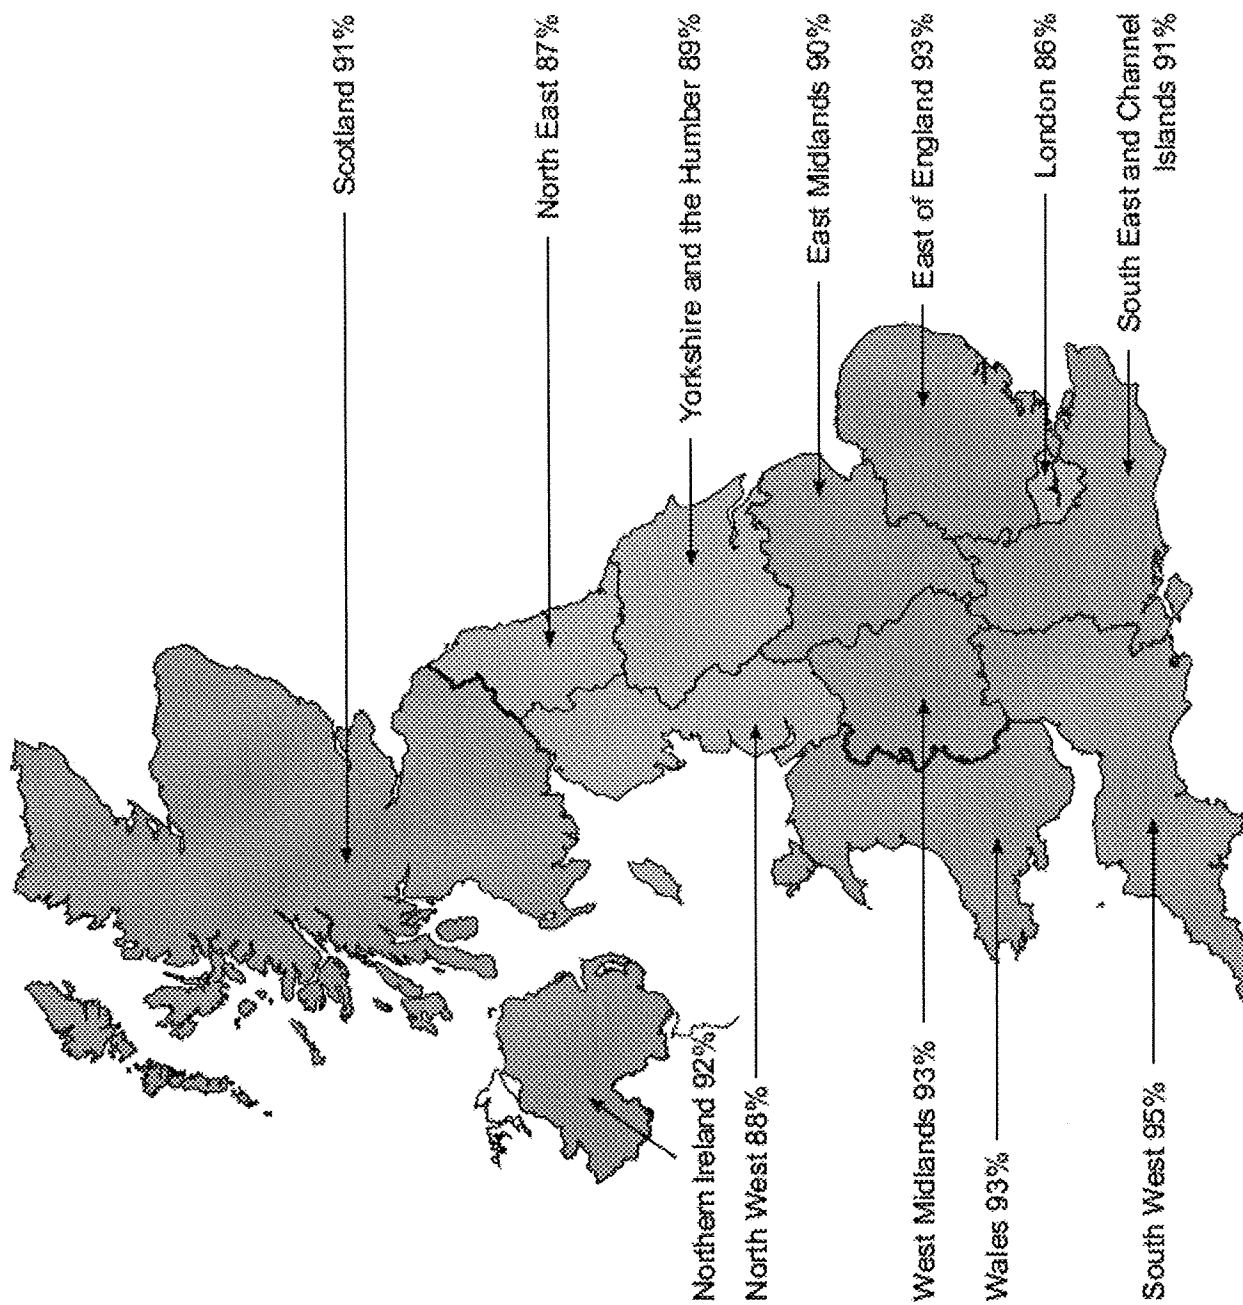 Scotland 91%
North East 87%
Yorkshire and the Humber 89%
East Midlands 90%
East of England 93%
London 86%
South East and Channel
Islands 91%
Northern Ireland 92%
North West 88%
West Midlands 93%
Wales 93%
South West 95%